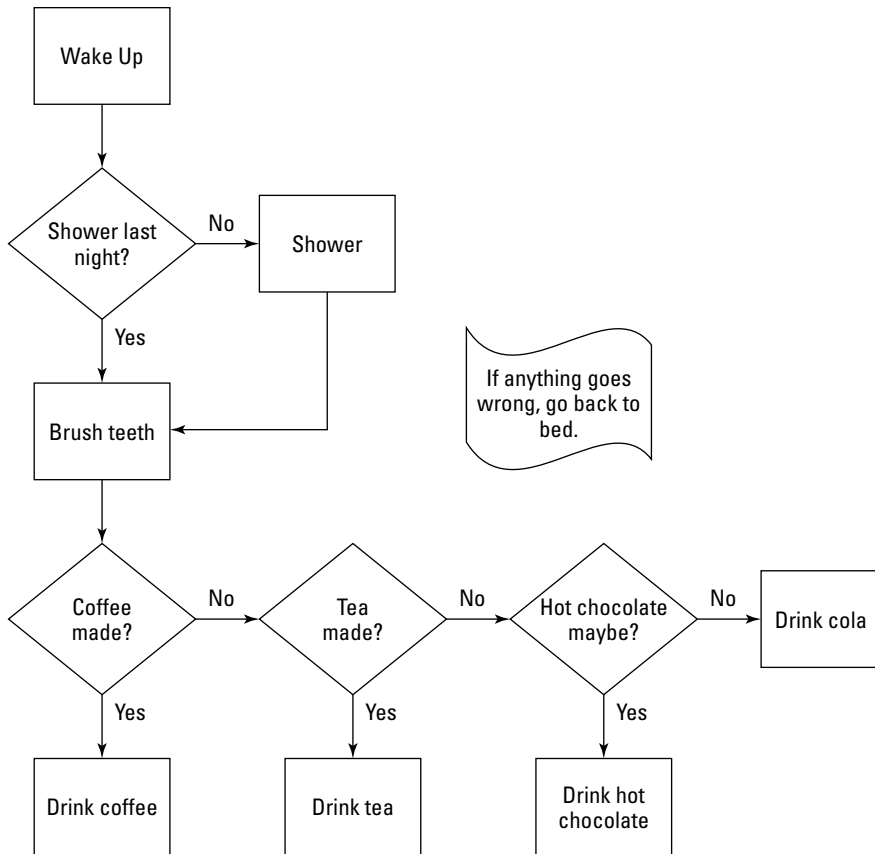 Wake Up
Shower last
night?
No
Shower
Yes
If anything goes
wrong, go back to
bed.
Brush teeth
Coffee
made?
No
Tea
made?
No
Hot chocolate
maybe?
No
Drink cola
Yes
Yes
Yes
Drink coffee
Drink tea
Drink hot
chocolate